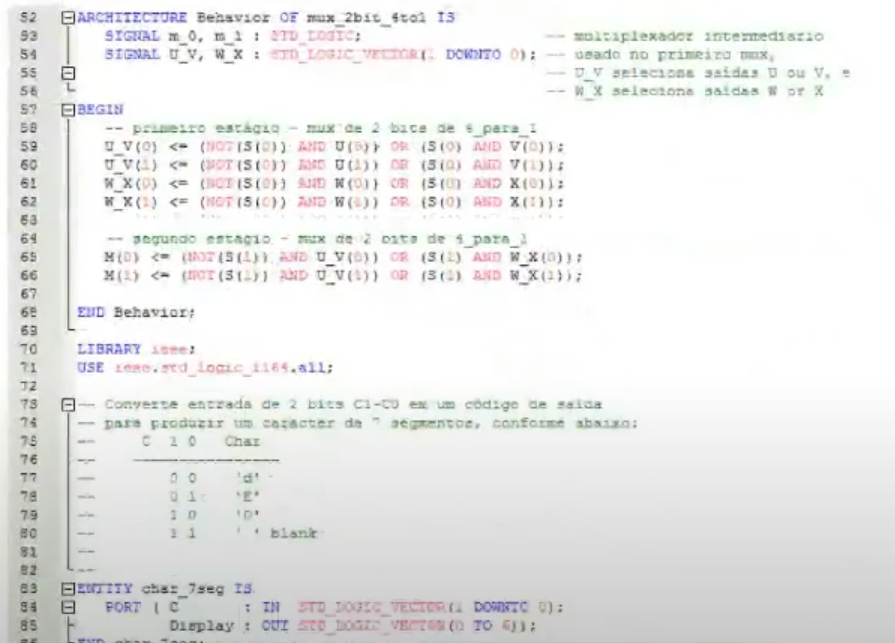 52 ARCHITECTURE Behavior OF mux_2bit_4to1 IS
53 SIGNAL m_0, m_1 : STD_LOGIC; -- multiplexador intermediario
54 SIGNAL U_V, W_X : STD_LOGIC_VECTOR(1 DOWNTO 0); -- usado no primeiro mux,
55 -- U_V seleciona saídas U ou V, e
56 -- W_X seleciona saídas W or X
57 BEGIN
58 -- primeiro estágio - mux de 2 bits de 4_para_1
59 U_V(0) <= (NOT(S(0)) AND U(0)) OR (S(0) AND V(0));
60 U_V(1) <= (NOT(S(0)) AND U(1)) OR (S(0) AND V(1));
61 W_X(0) <= (NOT(S(0)) AND W(0)) OR (S(0) AND X(0));
62 W_X(1) <= (NOT(S(0)) AND W(1)) OR (S(0) AND X(1));
63
64 -- segundo estágio - mux de 2 bits de 4_para_1
65 M(0) <= (NOT(S(1)) AND U_V(0)) OR (S(1) AND W_X(0));
66 M(1) <= (NOT(S(1)) AND U_V(1)) OR (S(1) AND W_X(1));
67
68 END Behavior;
69
70 LIBRARY ieee;
71 USE ieee.std_logic_1164.all;
72
73 -- Converte entrada de 2 bits C1-C0 em um código de saída
74 -- para produzir um carácter de 7 segmentos, conforme abaixo:
75 -- C 1 0 Char
76 -- ----------------
77 -- 0 0 'd'
78 -- 0 1 'E'
79 -- 1 0 '0'
80 -- 1 1 ' ' blank
81 --
82 --
83 ENTITY char_7seg IS
84 PORT ( C : IN STD_LOGIC_VECTOR(1 DOWNTO 0);
85 Display : OUT STD_LOGIC_VECTOR(0 TO 6));
86 END char_7seg;